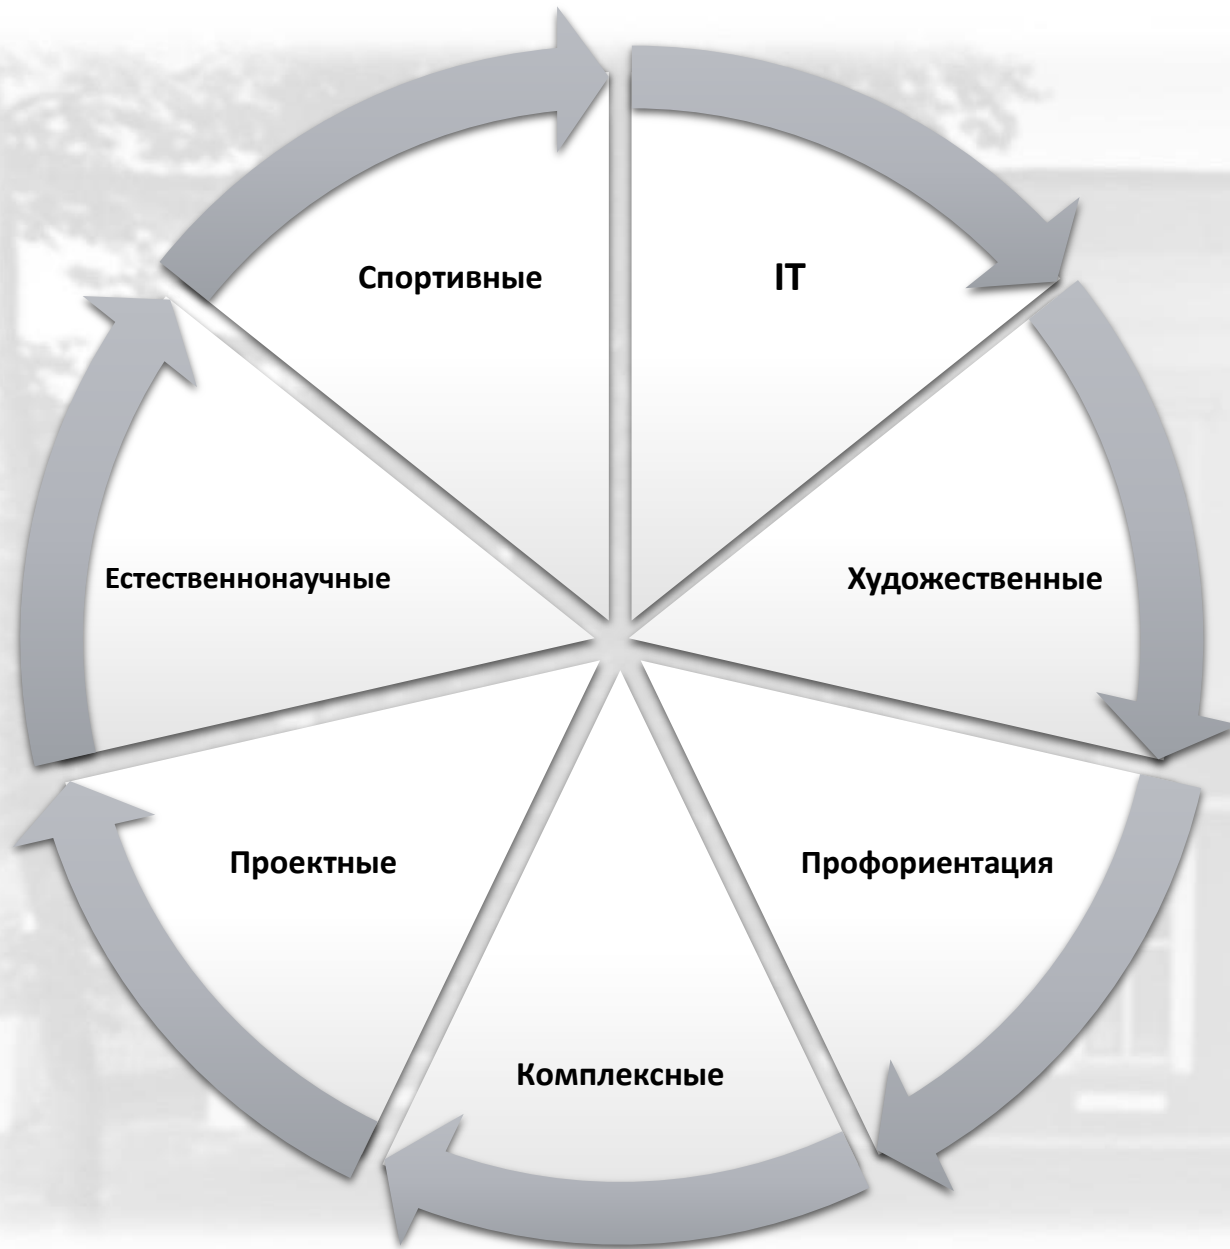 Спортивные
IT
Естественнонаучные
Художественные
Проектные
Профориентация
Комплексные